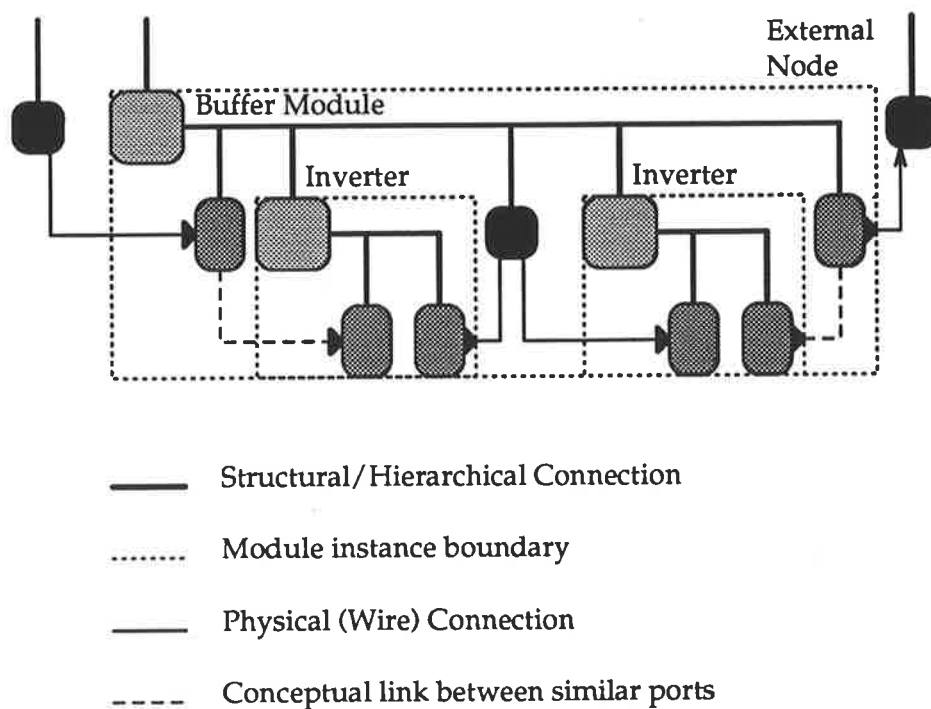 External
Node
Buffer Module
Inverter
Inverter
Structural/Hierarchical Connection
Module instance boundary
Physical (Wire) Connection
Conceptual link between similar ports